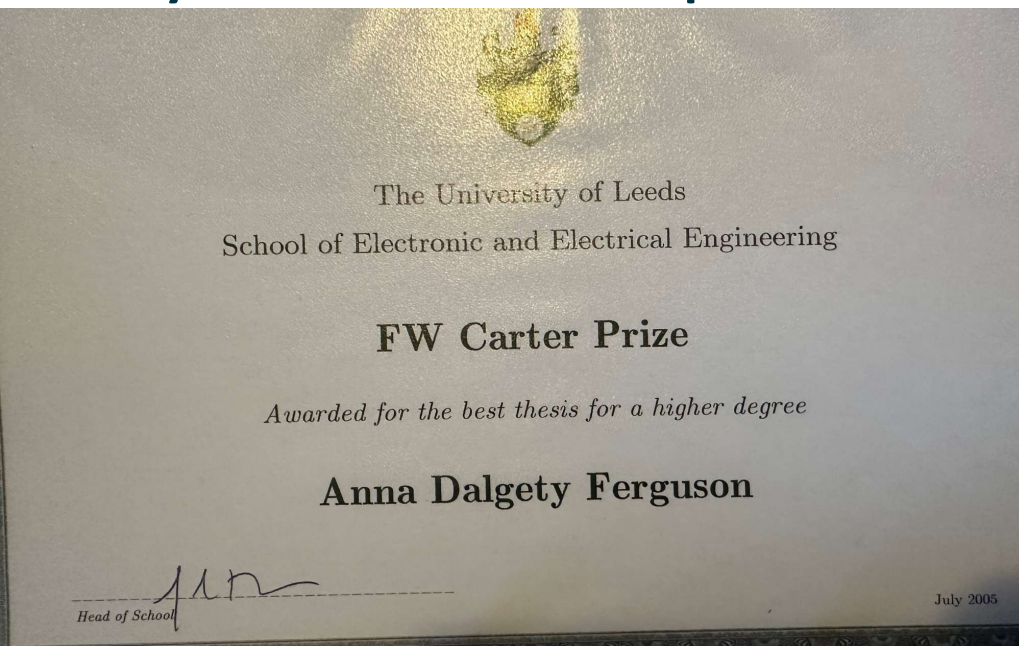 The University of Leeds
School of Electronic and Electrical Engineering
FW Carter Prize
Awarded for the best thesis for a higher degree
Anna Dalgety Ferguson
Head of School
July 2005